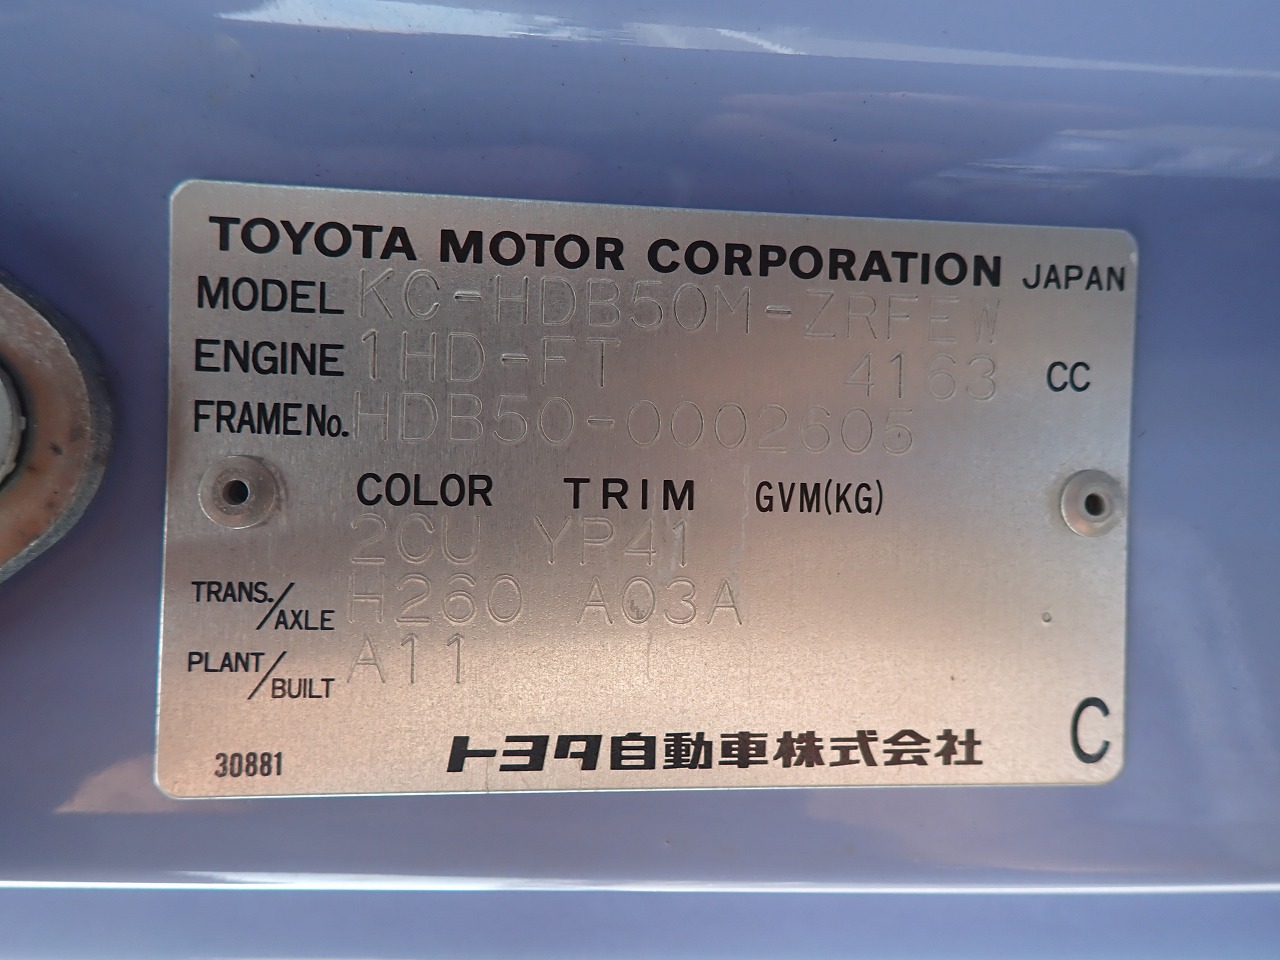 TOYOTA MOTOR CORPORATION JAPAN
MODEL KC-HDB50M-ZRFEW
ENGINE 1HD-FT 4163 CC
FRAME No. HDB50-0002605
COLOR TRIM GVM(KG)
2CU YP41
TRANS./AXLE H260 A03A
PLANT/BUILT A11
30881 トヨタ自動車株式会社 C